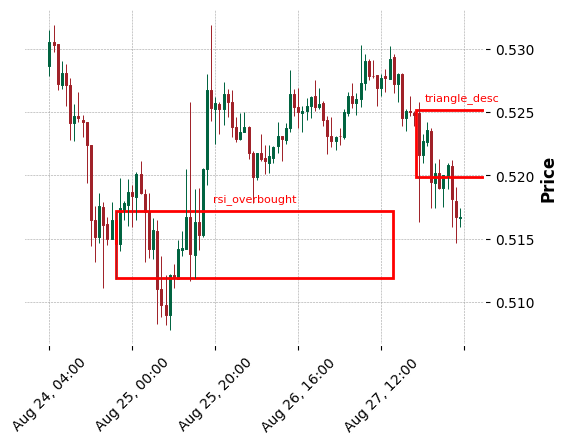 0.530
triangle_desc
0.525
0.520
rsi_overbought
0.515
0.510
Price
Aug 24, 04:00
Aug 25, 00:00
Aug 25, 20:00
Aug 26, 16:00
Aug 27, 12:00